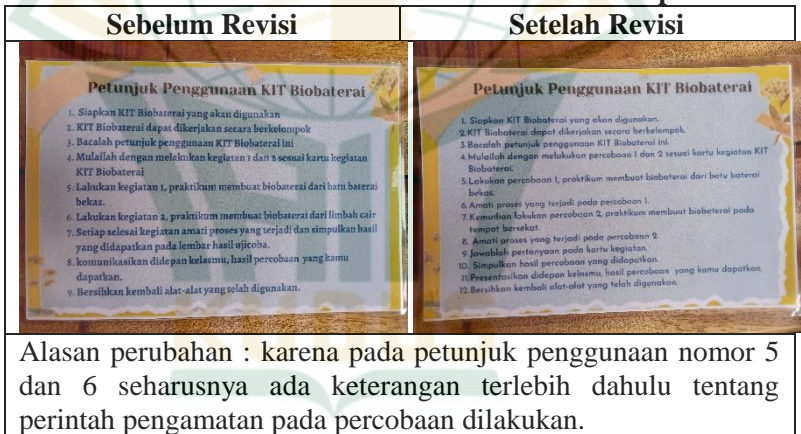 Sebelum Revisi
Setelah Revisi
Petunjuk Penggunaan KIT Biobaterai
1. Siapkan KIT Biobaterai yang akan digunakan
2. KIT Biobaterai dapat dikerjakan secara berkelompok
3. Bacalah petunjuk penggunaan KIT Biobaterai ini
4. Mulailah dengan melakukan kegiatan 1 dan 2 sesuai kartu kegiatan
KIT Biobaterai
5. Lakukan kegiatan 1, praktikum membuat biobaterai dari batu baterai
bekas.
6. Lakukan kegiatan 2, praktikum membuat biobaterai dari limbah cair
7. Setiap selesai kegiatan amati proses yang terjadi dan simpulkan hasil
yang didapatkan pada lembar hasil ujicoba.
8. komunikasikan didepan kelasmu, hasil percobaan yang kamu
dapatkan.
9. Bersihkan kembali alat-alat yang telah digunakan.
Petunjuk Penggunaan KIT Biobaterai
1. Siapkan KIT Biobaterai yang akan digunakan.
2. KIT Biobaterai dapat dikerjakan secara berkelompok.
3. Bacalah petunjuk penggunaan KIT Biobaterai ini.
4. Mulailah dengan melakukan percobaan 1 dan 2 sesuai kartu kegiatan KIT
Biobaterai.
5. Lakukan percobaan 1, praktikum membuat biobaterai dari batu baterai
bekas.
6. Amati proses yang terjadi pada percobaan 1.
7. Kemudian lakukan percobaan 2, praktikum membuat biobaterai pada
tempat bersekat.
8. Amati proses yang terjadi pada percobaan 2.
9. Jawablah pertanyaan pada kartu kegiatan.
10. Simpulkan hasil percobaan yang didapatkan.
11. Presentasikan didepan kelasmu, hasil percobaan yang kamu dapatkan.
12. Bersihkan kembali alat-alat yang telah digunakan.
Alasan perubahan : karena pada petunjuk penggunaan nomor 5
dan 6 seharusnya ada keterangan terlebih dahulu tentang
perintah pengamatan pada percobaan dilakukan.